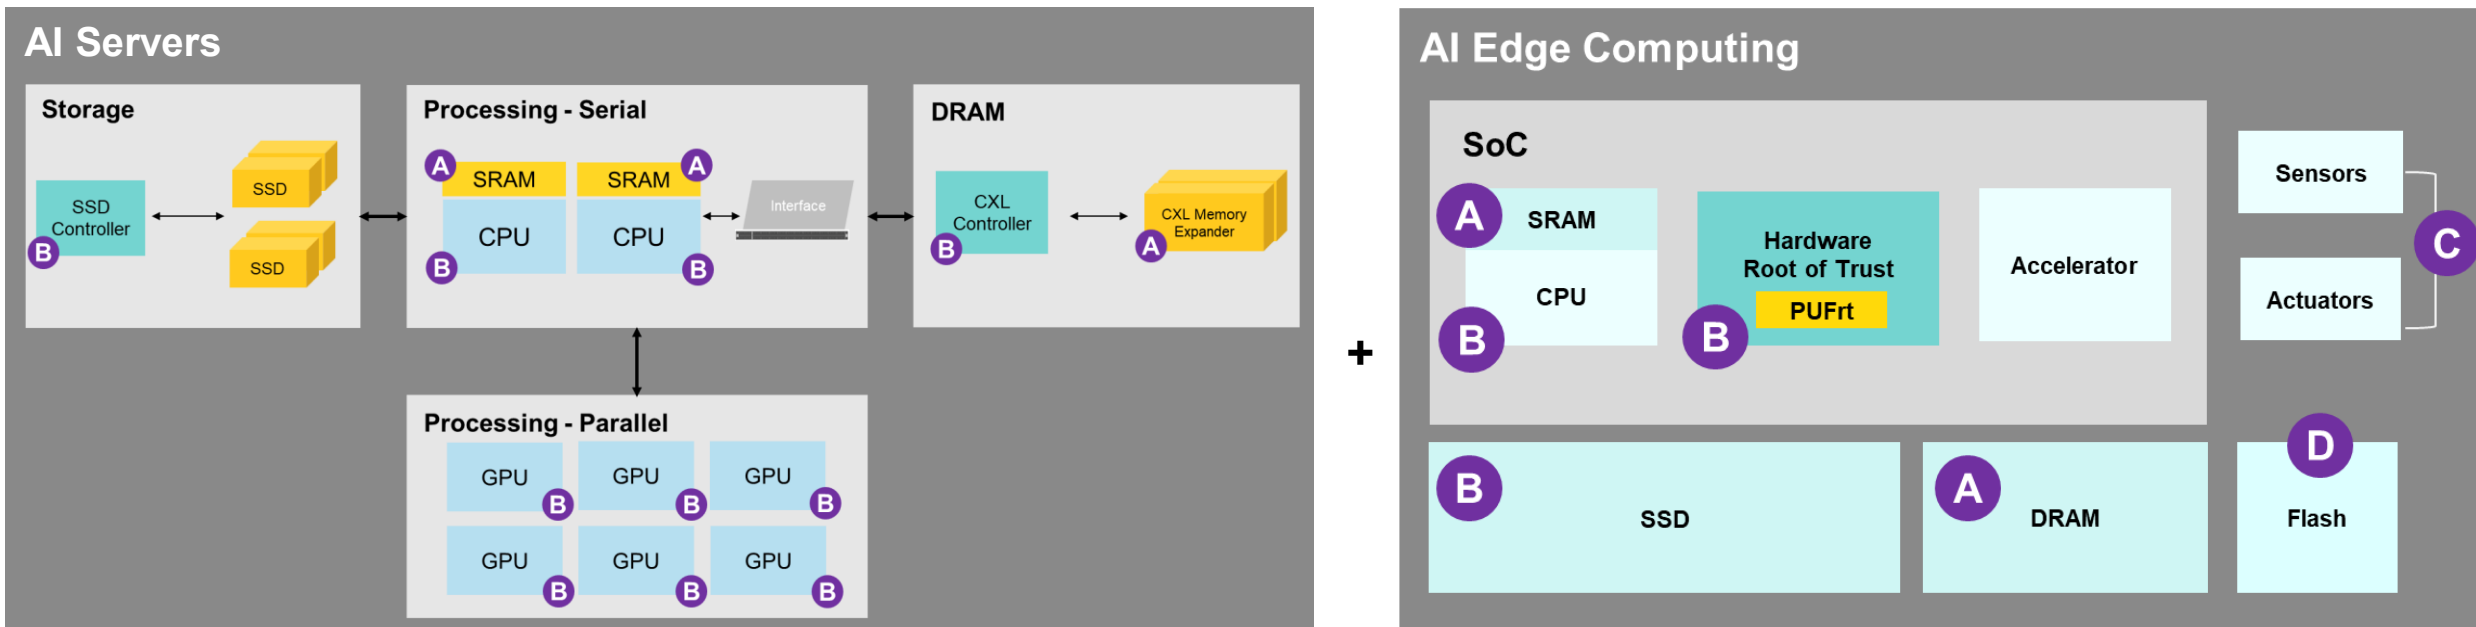 AI Servers
Storage
SSD
Controller
B
SSD
SSD
Processing - Serial
A
SRAM
SRAM
A
CPU
CPU
B
B
Interface
DRAM
CXL
Controller
B
CXL Memory
Expander
A
Processing - Parallel
GPU
B
GPU
B
GPU
B
GPU
B
GPU
B
GPU
B
+
AI Edge Computing
SoC
A
SRAM
CPU
B
Hardware
Root of Trust
PUFrt
B
Accelerator
Sensors
Actuators
C
B
SSD
A
DRAM
D
Flash